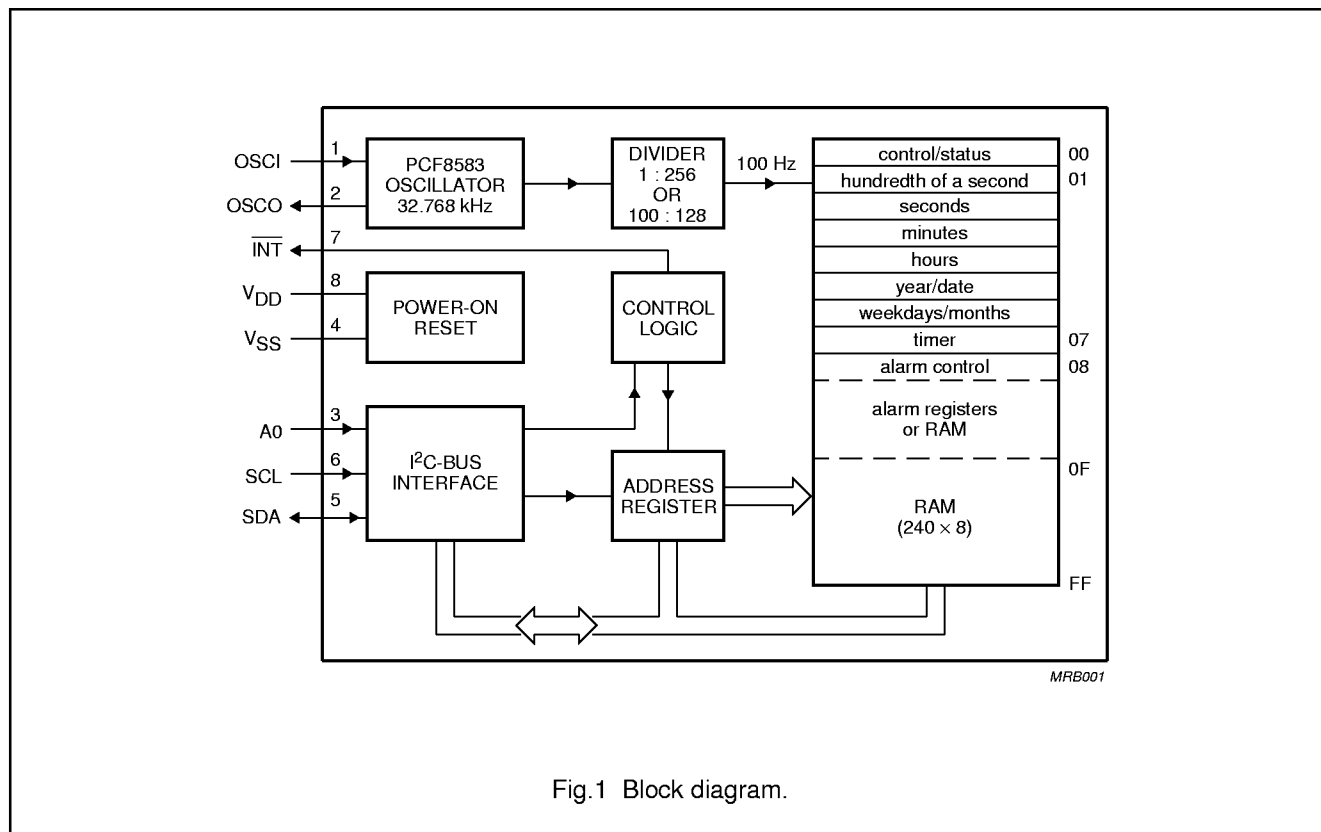 OSCI
1
OSCO
2
INT
7
VDD
8
VSS
4
A0
3
SCL
6
SDA
5
PCF8583
OSCILLATOR
32.768 kHz
POWER-ON
RESET
I²C-BUS
INTERFACE
DIVIDER
1 : 256
OR
100 : 128
100 Hz
CONTROL
LOGIC
ADDRESS
REGISTER
control/status
00
hundredth of a second
01
seconds
minutes
hours
year/date
weekdays/months
timer
07
alarm control
08
alarm registers
or RAM
0F
RAM
(240 × 8)
FF
MRB001
Fig.1 Block diagram.